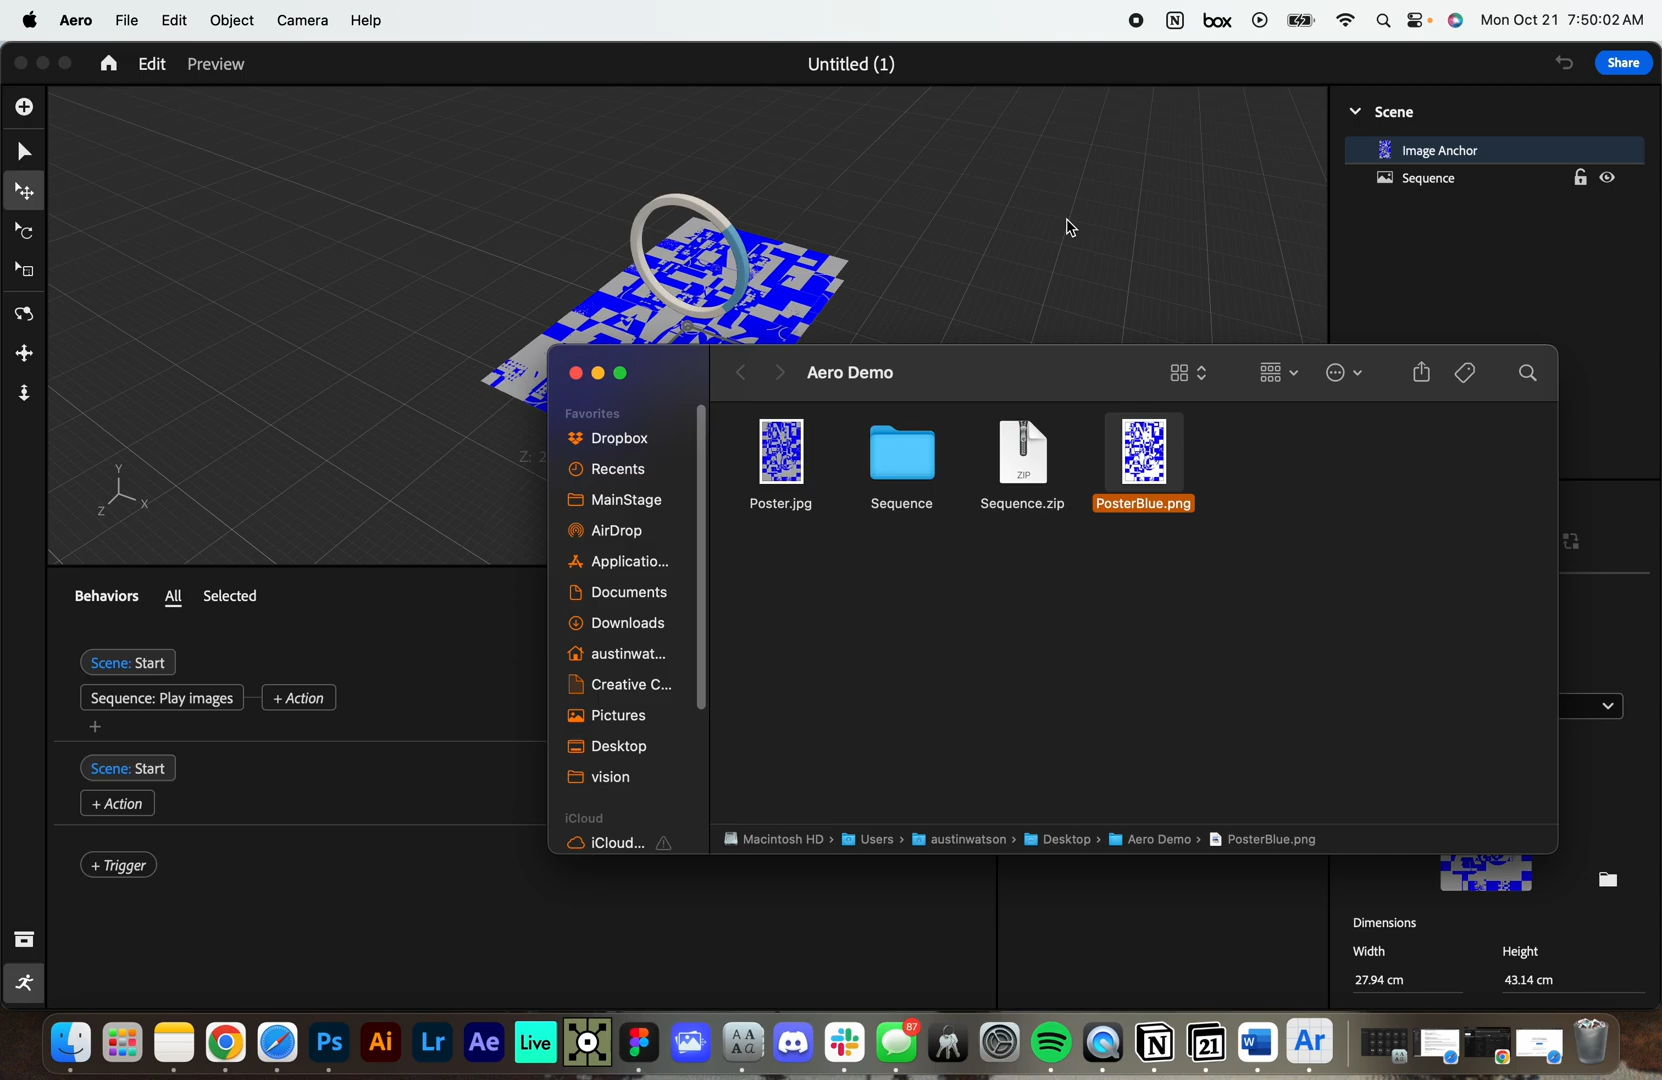 Aero File Edit Object Camera Help box Mon Oct 21 7:50:02 AM
Edit Preview Untitled (1) Share
Scene
Image Anchor
Sequence
Aero Demo
Favorites
Dropbox
Recents
MainStage
AirDrop
Applicatio...
Documents
Downloads
austinwat...
Creative C...
Pictures
Desktop
vision
iCloud
iCloud...
ZIP
Poster.jpg Sequence Sequence.zip PosterBlue.png
Macintosh HD › Users › austinwatson › Desktop › Aero Demo › PosterBlue.png
Z: 2
Y
X
Z
Behaviors All Selected
Scene: Start
Sequence: Play images + Action
+
Scene: Start
+ Action
+ Trigger
Dimensions
Width Height
27.94 cm 43.14 cm
Ps Ai Lr Ae Live A A A a 87 N 21 W Ar